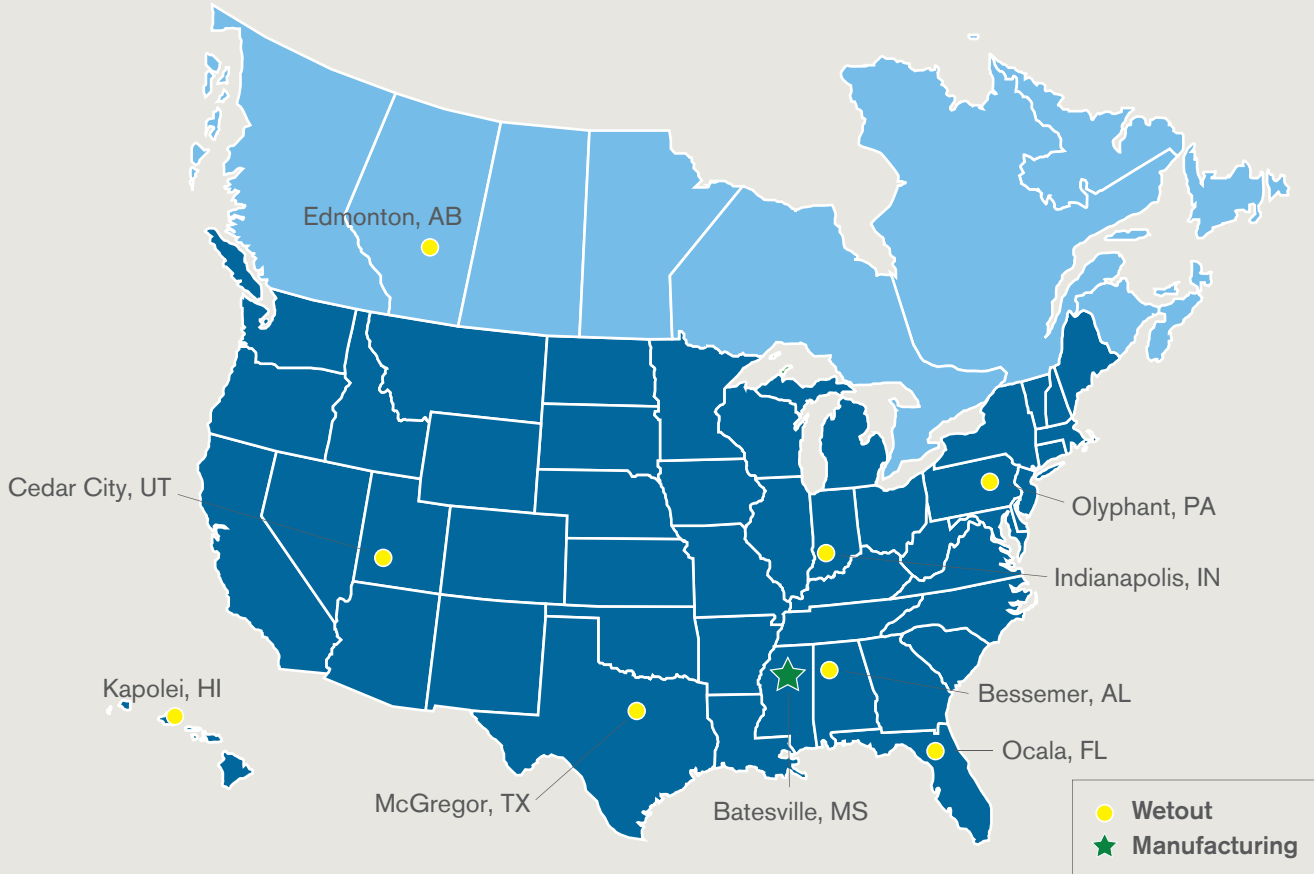 Edmonton, AB
Cedar City, UT
Olyphant, PA
Indianapolis, IN
Kapolei, HI
Bessemer, AL
Ocala, FL
McGregor, TX
Batesville, MS
Wetout
Manufacturing